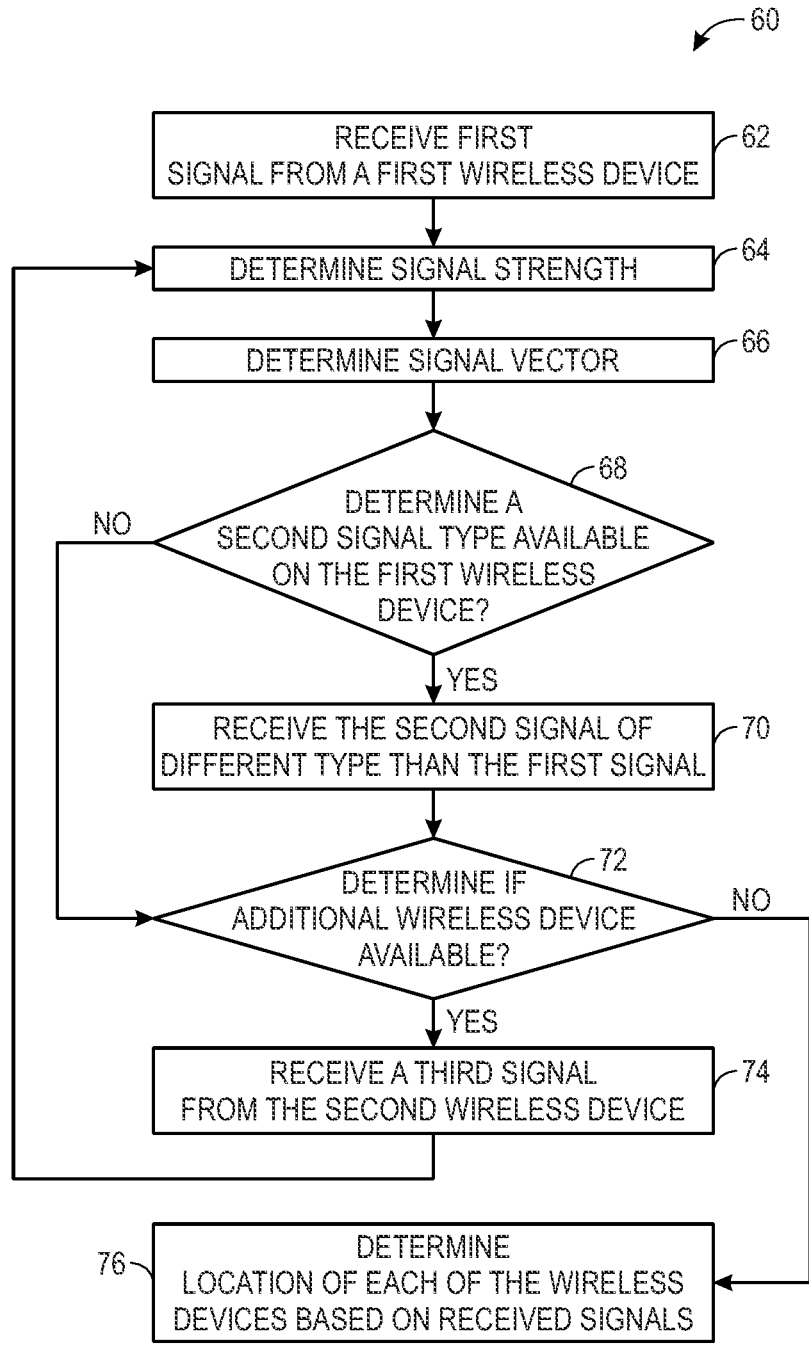 60
RECEIVE FIRST
SIGNAL FROM A FIRST WIRELESS DEVICE
62
DETERMINE SIGNAL STRENGTH
64
DETERMINE SIGNAL VECTOR
66
68
NO
DETERMINE A
SECOND SIGNAL TYPE AVAILABLE
ON THE FIRST WIRELESS
DEVICE?
YES
RECEIVE THE SECOND SIGNAL OF
DIFFERENT TYPE THAN THE FIRST SIGNAL
70
72
DETERMINE IF
ADDITIONAL WIRELESS DEVICE
AVAILABLE?
NO
YES
RECEIVE A THIRD SIGNAL
FROM THE SECOND WIRELESS DEVICE
74
76
DETERMINE
LOCATION OF EACH OF THE WIRELESS
DEVICES BASED ON RECEIVED SIGNALS